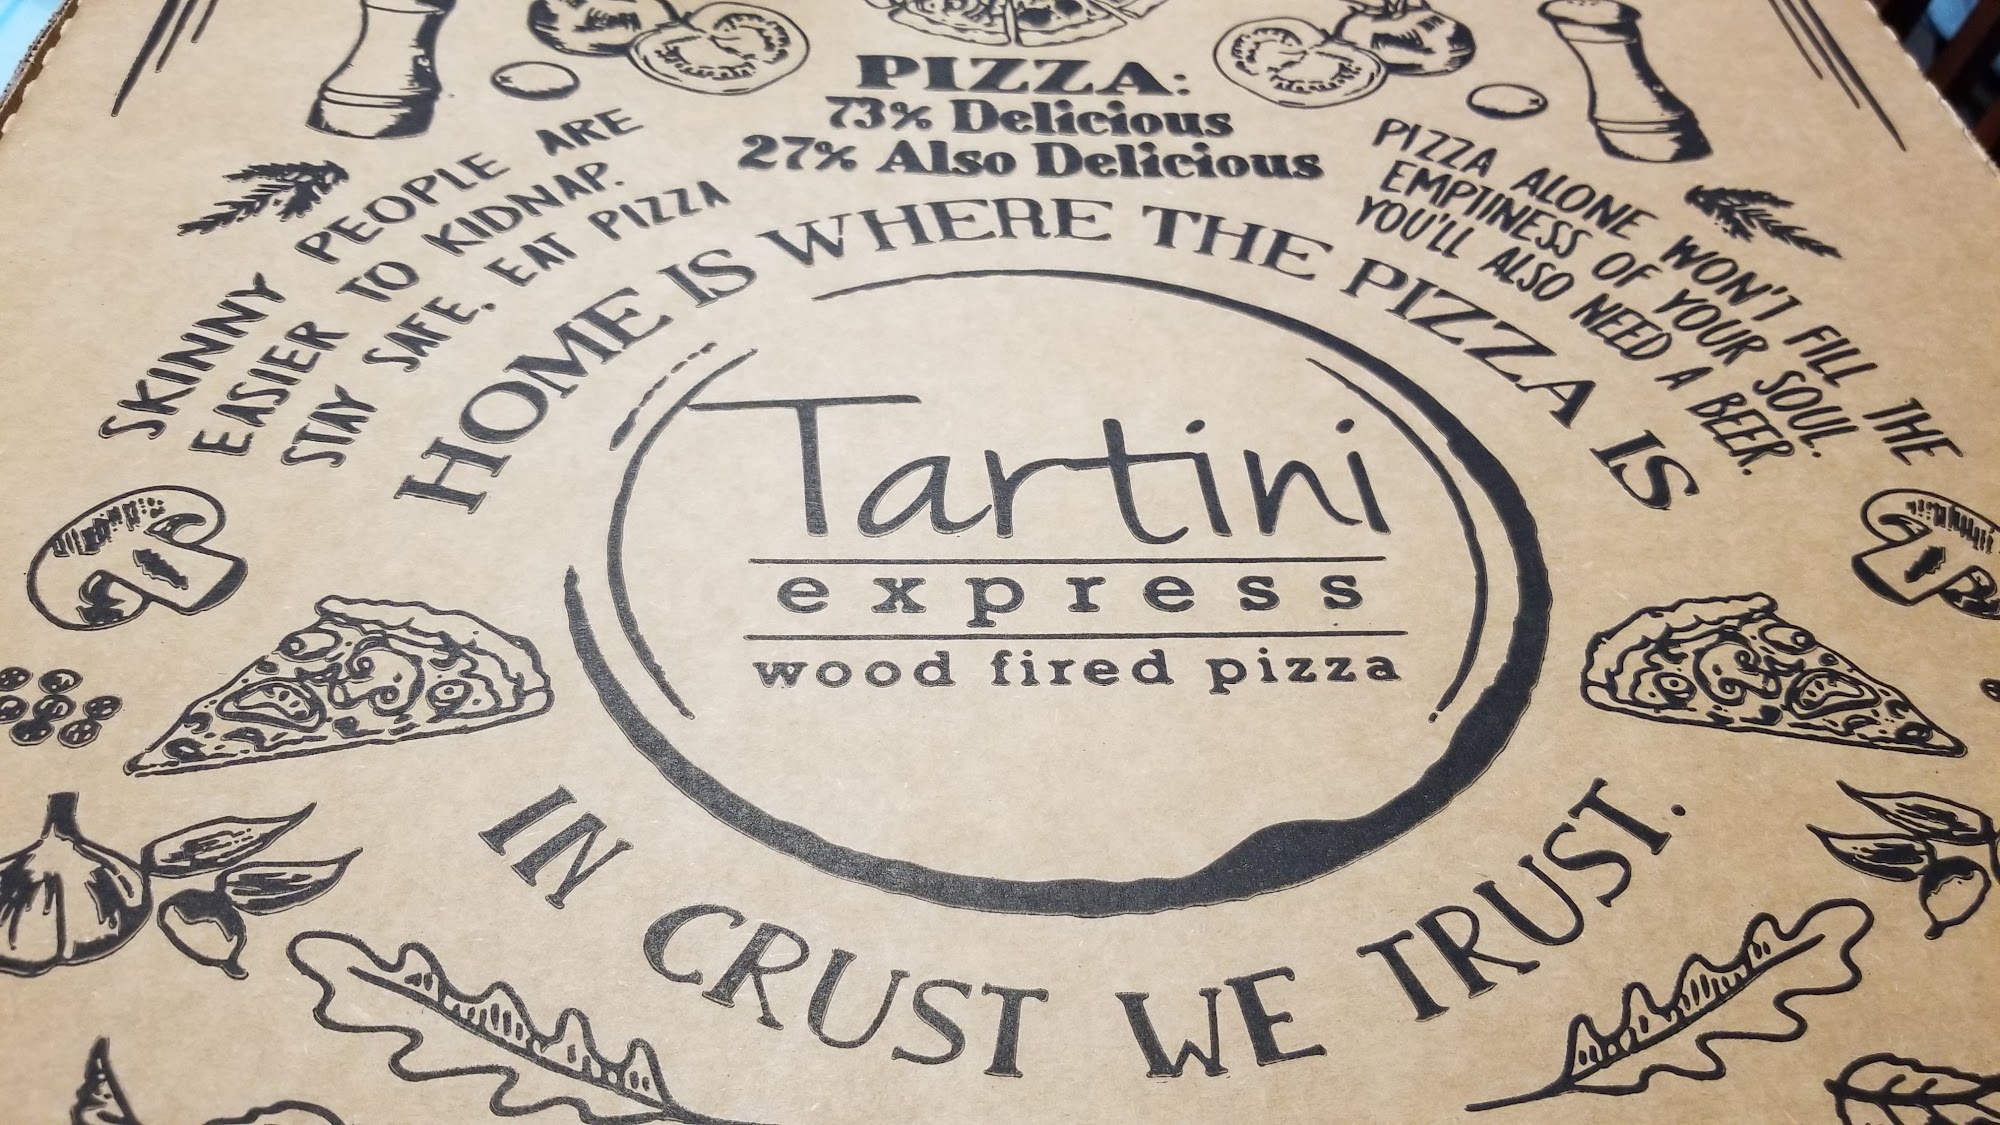 PIZZA:
73% Delicious
27% Also Delicious
SKINNY PEOPLE ARE
EASIER TO KIDNAP.
STAY SAFE. EAT PIZZA
PIZZA ALONE WON'T FILL THE
EMPTINESS OF YOUR SOUL.
YOU'LL ALSO NEED A BEER.
HOME IS WHERE THE PIZZA IS
Tartini
express
wood fired pizza
IN CRUST WE TRUST.